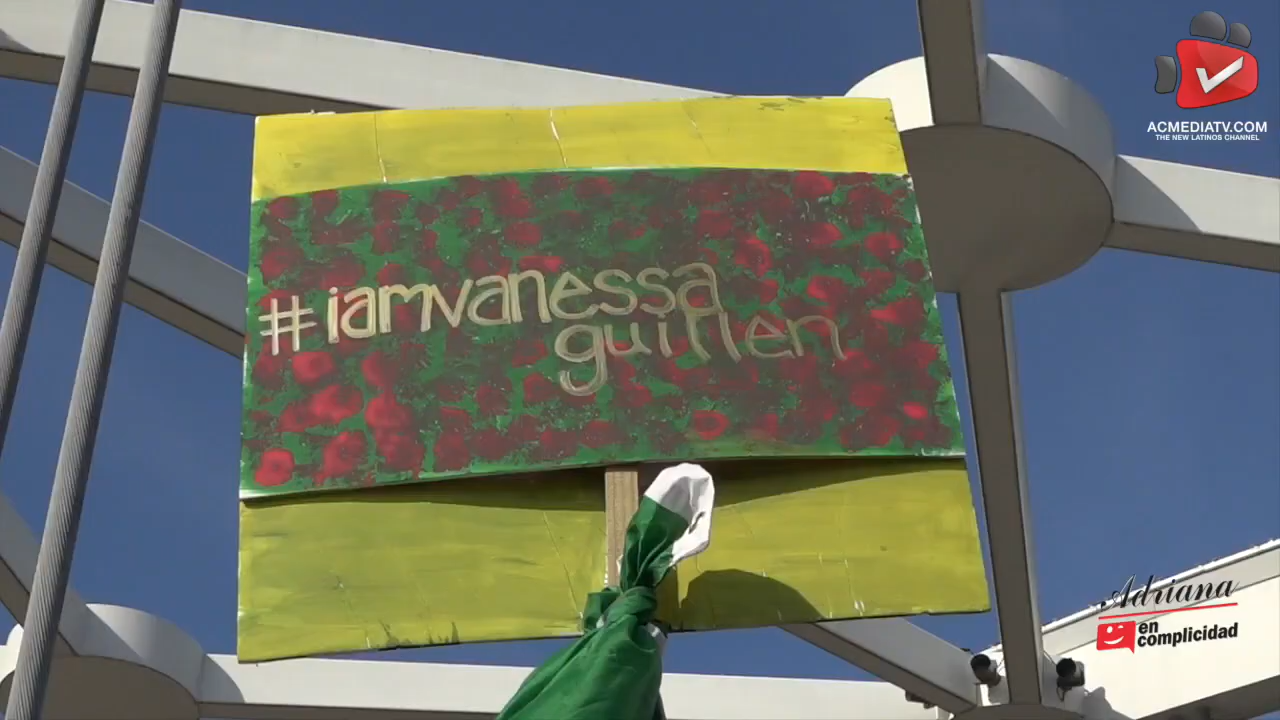 ACMEDIATV.COM
THE NEW LATINOS CHANNEL
#iamvanessa
guillen
Adriana
en
complicidad